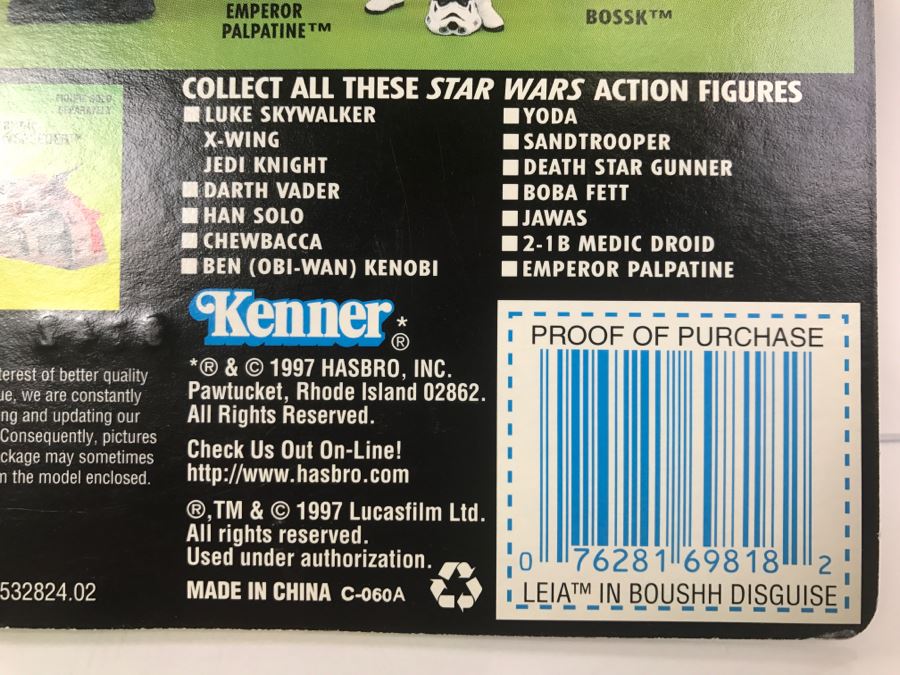 EMPEROR
PALPATINE™
BOSSK™
COLLECT ALL THESE STAR WARS ACTION FIGURES
LUKE SKYWALKER
X-WING
JEDI KNIGHT
DARTH VADER
HAN SOLO
CHEWBACCA
BEN (OBI-WAN) KENOBI
YODA
SANDTROOPER
DEATH STAR GUNNER
BOBA FETT
JAWAS
2-1B MEDIC DROID
EMPEROR PALPATINE
Kenner*®
*® & © 1997 HASBRO, INC.
Pawtucket, Rhode Island 02862.
All Rights Reserved.
Check Us Out On-Line!
http://www.hasbro.com
®,TM & © 1997 Lucasfilm Ltd.
All rights reserved.
Used under authorization.
MADE IN CHINA C-060A
terest of better quality
ue, we are constantly
ng and updating our
Consequently, pictures
ckage may sometimes
m the model enclosed.
532824.02
PROOF OF PURCHASE
0 76281 69818 2
LEIA™ IN BOUSHH DISGUISE